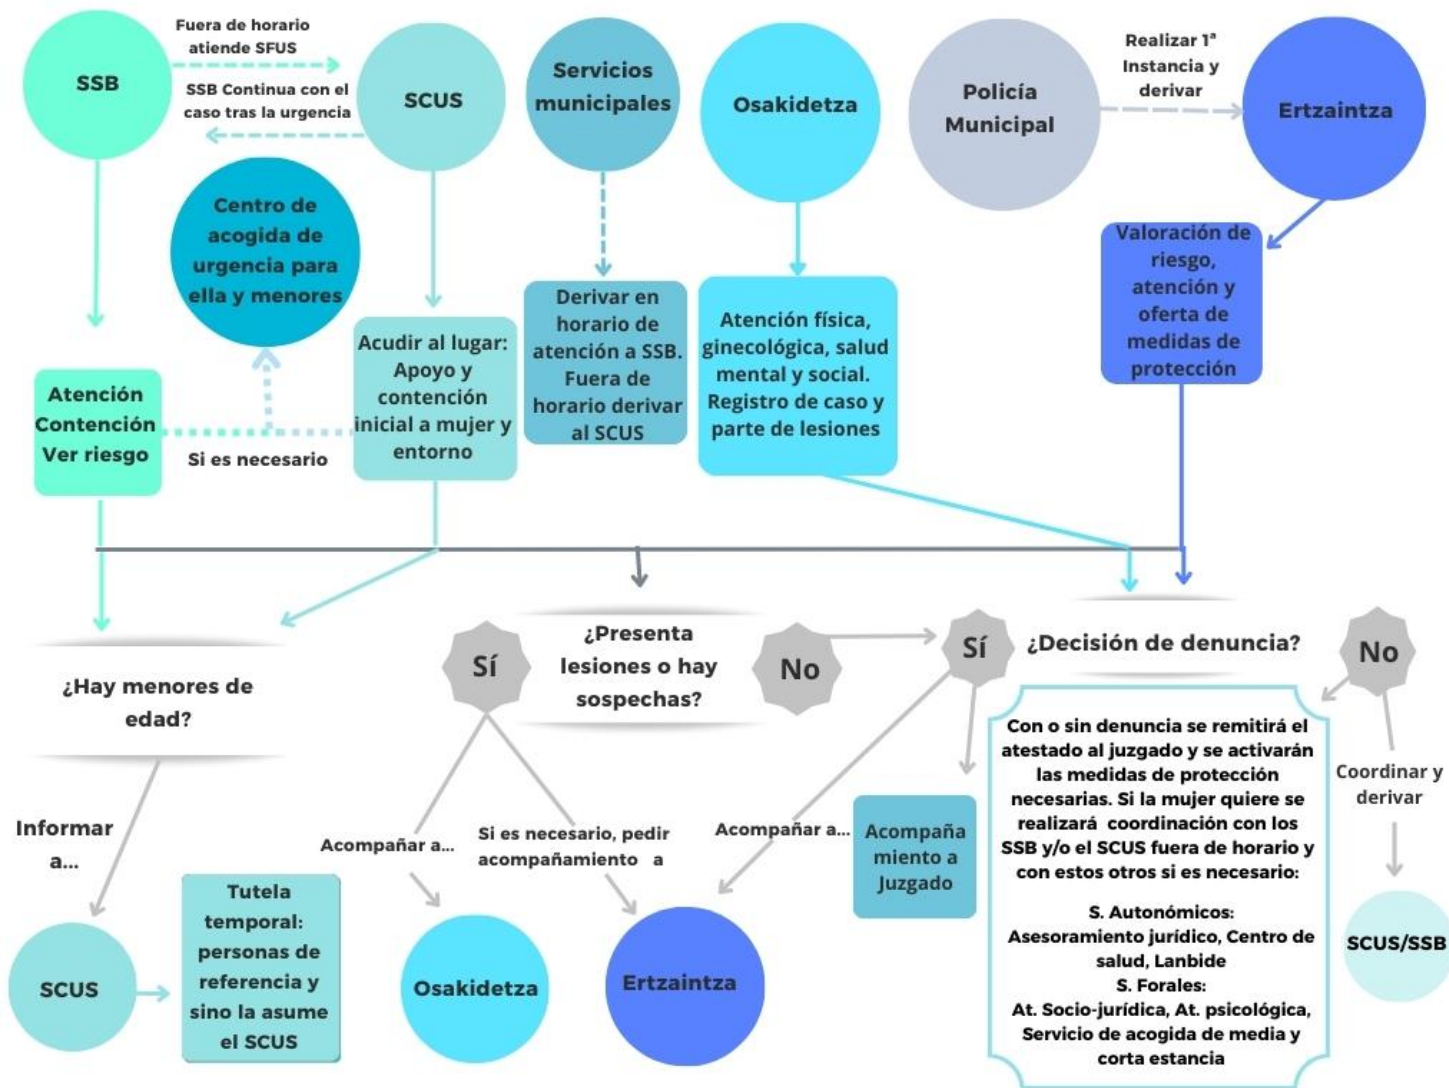 Fuera de horario
atiende SFUS
SSB
SSB Continua con el
caso tras la urgencia
SCUS
Servicios
municipales
Osakidetza
Policía
Municipal
Realizar 1ª
Instancia y
derivar
Ertzaintza
Centro de
acogida de
urgencia para
ella y menores
Valoración de
riesgo,
atención y
oferta de
medidas de
protección
Derivar en
horario de
atención a SSB.
Fuera de
horario derivar
al SCUS
Atención física,
ginecológica, salud
mental y social.
Registro de caso y
parte de lesiones
Acudir al lugar:
Apoyo y
contención
inicial a mujer y
entorno
Atención
Contención
Ver riesgo
Si es necesario
¿Hay menores de
edad?
Sí
¿Presenta
lesiones o hay
sospechas?
No
Sí
¿Decisión de denuncia?
No
Con o sin denuncia se remitirá el
atestado al juzgado y se activarán
las medidas de protección
necesarias. Si la mujer quiere se
realizará coordinación con los
SSB y/o el SCUS fuera de horario y
con estos otros si es necesario:
S. Autonómicos:
Asesoramiento jurídico, Centro de
salud, Lanbide
S. Forales:
At. Socio-jurídica, At. psicológica,
Servicio de acogida de media y
corta estancia
Coordinar y
derivar
SCUS/SSB
Informar
a...
Acompañar a...
Si es necesario, pedir
acompañamiento a
Acompañar a...
Acompaña
miento a
Juzgado
SCUS
Tutela
temporal:
personas de
referencia y
sino la asume
el SCUS
Osakidetza
Ertzaintza